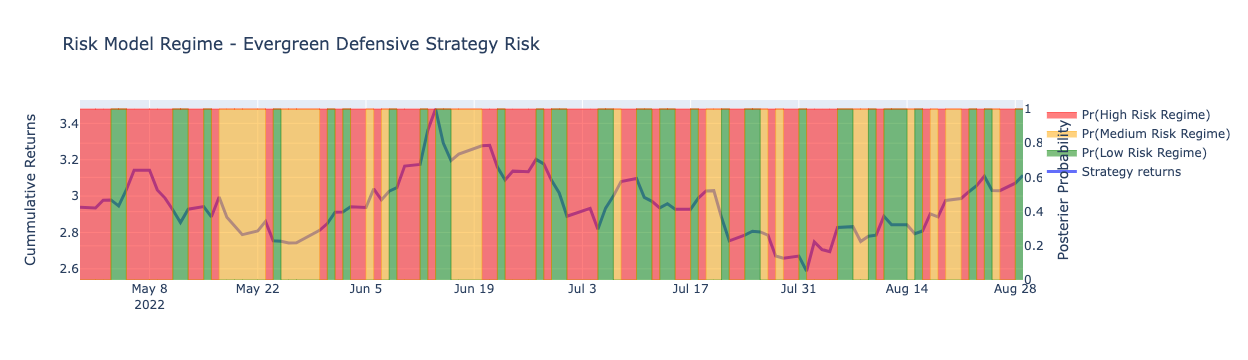 Risk Model Regime - Evergreen Defensive Strategy Risk
Cummulative Returns
3.4
3.2
3
2.8
2.6
May 8
2022
May 22
Jun 5
Jun 19
Jul 3
Jul 17
Jul 31
Aug 14
Aug 28
1
0.8
0.6
0.4
0.2
0
Posterier Probability
Pr(High Risk Regime)
Pr(Medium Risk Regime)
Pr(Low Risk Regime)
Strategy returns